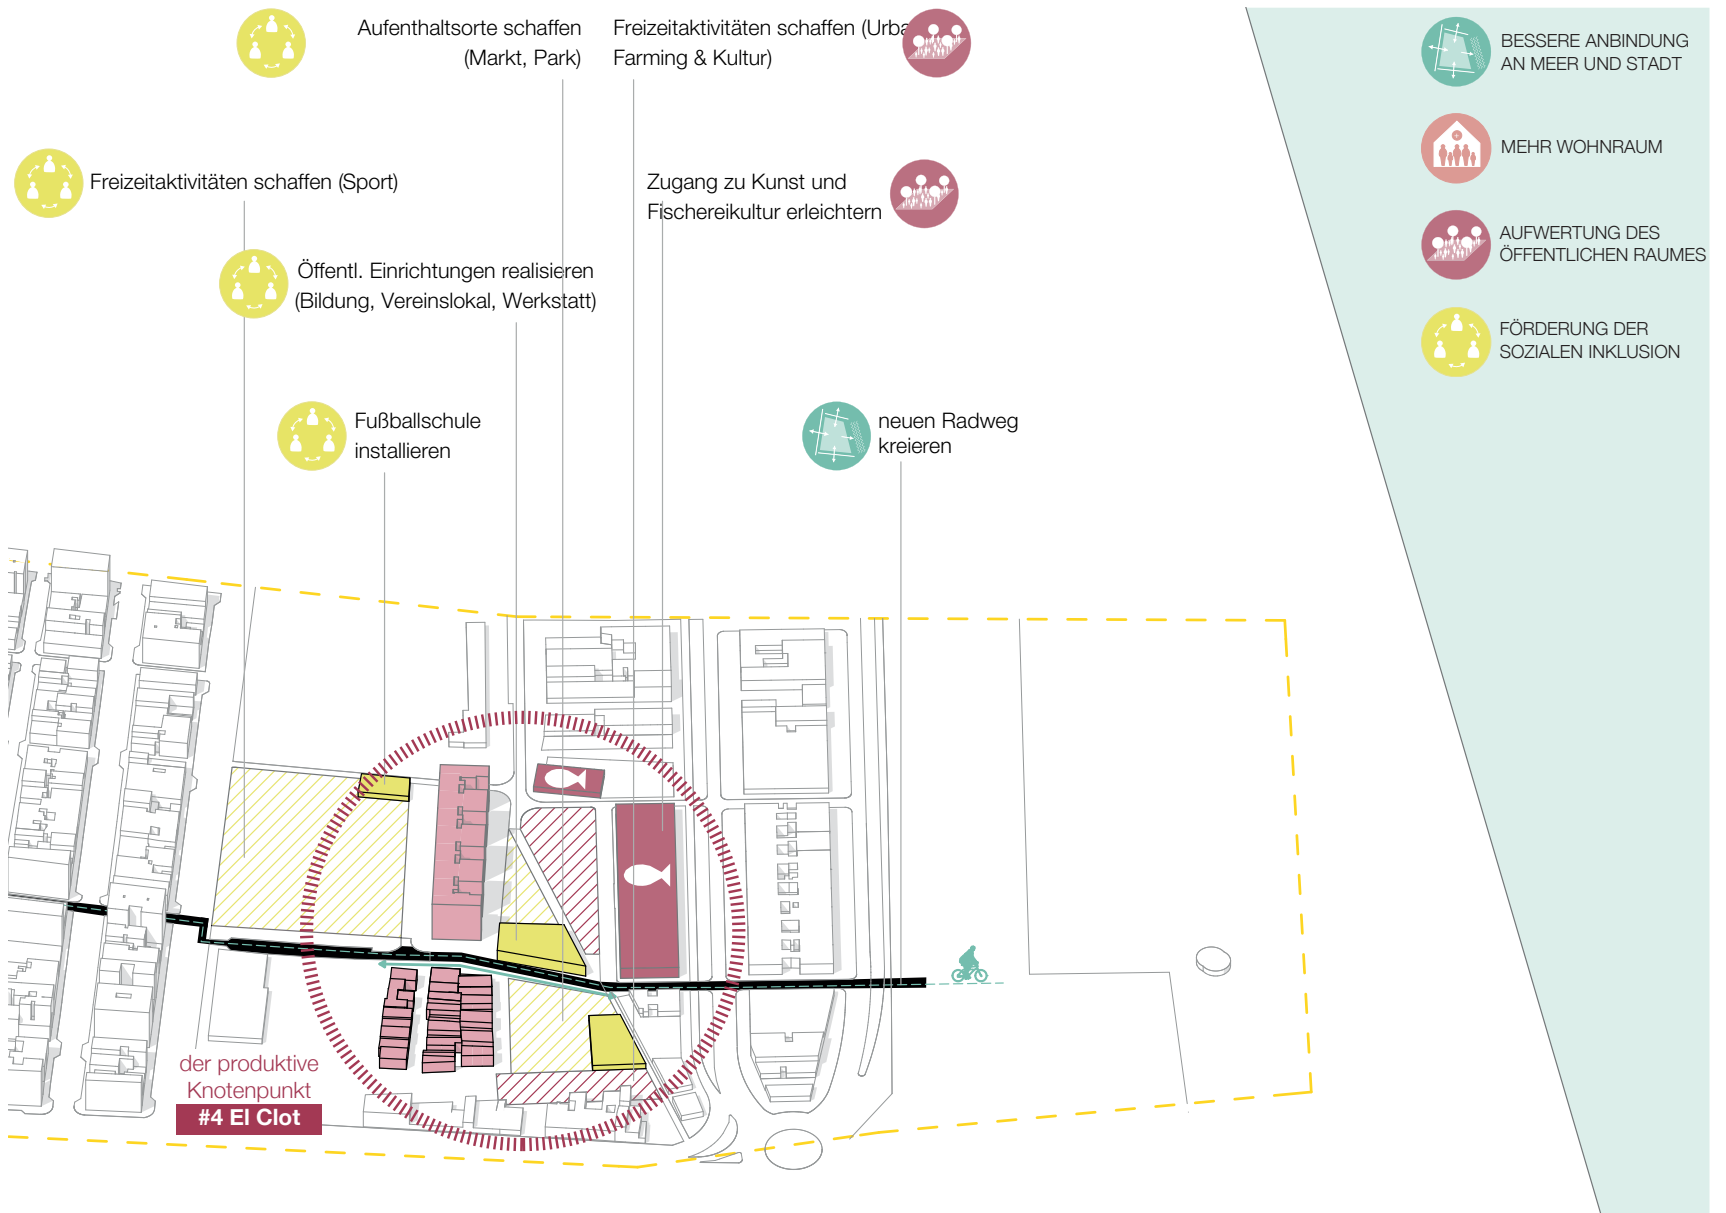 Aufenthaltsorte schaffen
(Markt, Park)
Freizeitaktivitäten schaffen (Urba
Farming & Kultur)
Freizeitaktivitäten schaffen (Sport)
Zugang zu Kunst und
Fischereikultur erleichtern
Öffentl. Einrichtungen realisieren
(Bildung, Vereinslokal, Werkstatt)
Fußballschule
installieren
neuen Radweg
kreieren
BESSERE ANBINDUNG
AN MEER UND STADT
MEHR WOHNRAUM
AUFWERTUNG DES
ÖFFENTLICHEN RAUMES
FÖRDERUNG DER
SOZIALEN INKLUSION
der produktive
Knotenpunkt
#4 El Clot